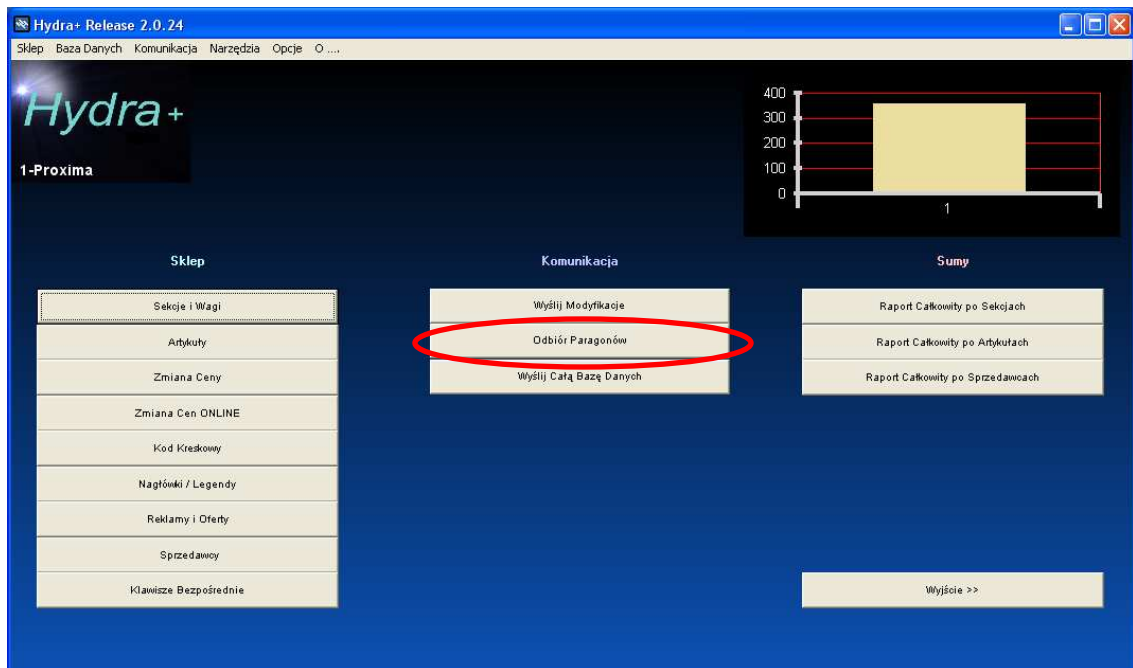 Hydra+ Release 2.0.24
Sklep Baza Danych Komunikacja Narzędzia Opcje O ....
Hydra+
1-Proxima
400
300
200
100
0
1
Sklep
Sekcje i Wagi
Artykuły
Zmiana Ceny
Zmiana Cen ONLINE
Kod Kreskowy
Nagłówki / Legendy
Reklamy i Oferty
Sprzedawcy
Klawisze Bezpośrednie
Komunikacja
Wyślij Modyfikacje
Odbiór Paragonów
Wyślij Całą Bazę Danych
Sumy
Raport Całkowity po Sekcjach
Raport Całkowity po Artykułach
Raport Całkowity po Sprzedawcach
Wyjście >>